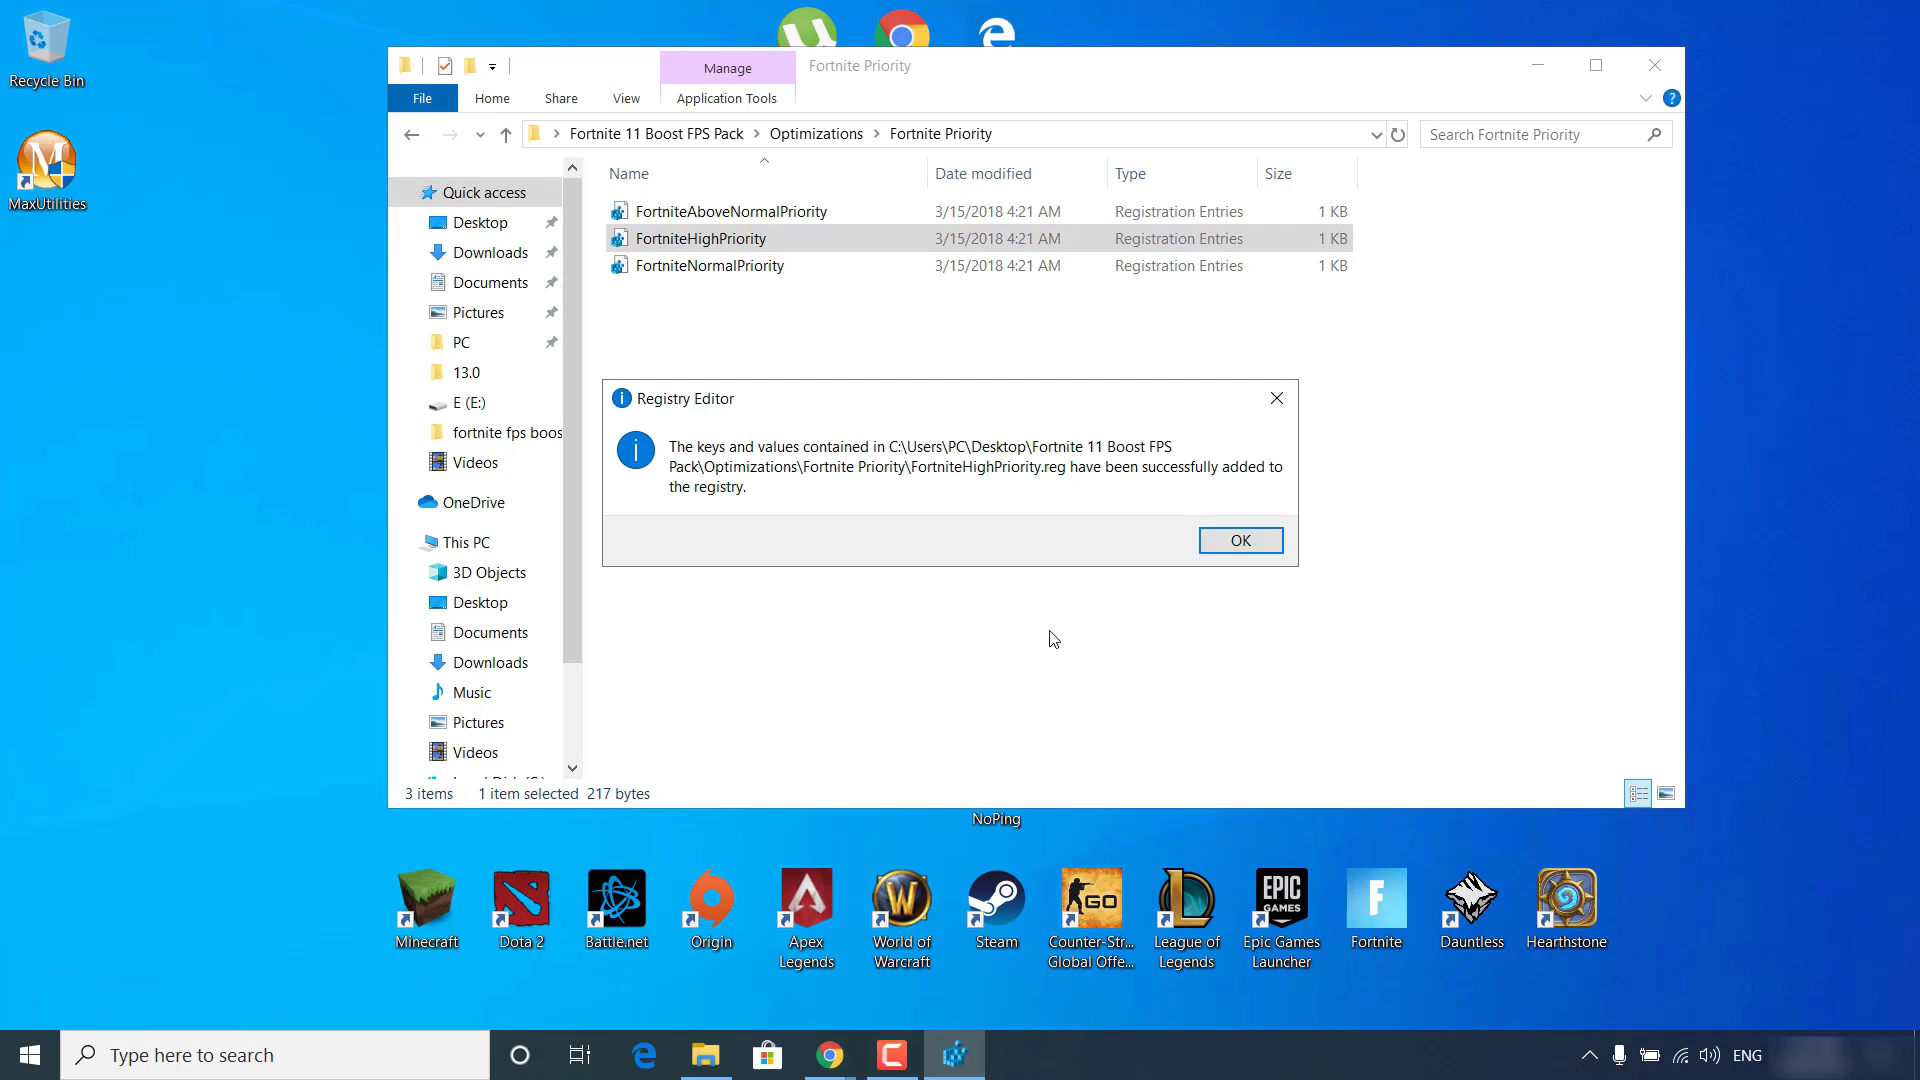 Recycle Bin
MaxUtilities
Manage
Fortnite Priority
File
Home
Share
View
Application Tools
Fortnite 11 Boost FPS Pack
Optimizations
Fortnite Priority
Search Fortnite Priority
Name
Date modified
Type
Size
FortniteAboveNormalPriority
3/15/2018 4:21 AM
Registration Entries
1 KB
FortniteHighPriority
3/15/2018 4:21 AM
Registration Entries
1 KB
FortniteNormalPriority
3/15/2018 4:21 AM
Registration Entries
1 KB
Quick access
Desktop
Downloads
Documents
Pictures
PC
13.0
E (E:)
fortnite fps boos
Videos
OneDrive
This PC
3D Objects
Desktop
Documents
Downloads
Music
Pictures
Videos
Registry Editor
The keys and values contained in C:\Users\PC\Desktop\Fortnite 11 Boost FPS
Pack\Optimizations\Fortnite Priority\FortniteHighPriority.reg have been successfully added to
the registry.
OK
3 items
1 item selected
217 bytes
NoPing
GO
EPIC
GAMES
Minecraft
Dota 2
Battle.net
Origin
Apex
Legends
World of
Warcraft
Steam
Counter-Str...
Global Offe...
League of
Legends
Epic Games
Launcher
Fortnite
Dauntless
Hearthstone
Type here to search
ENG